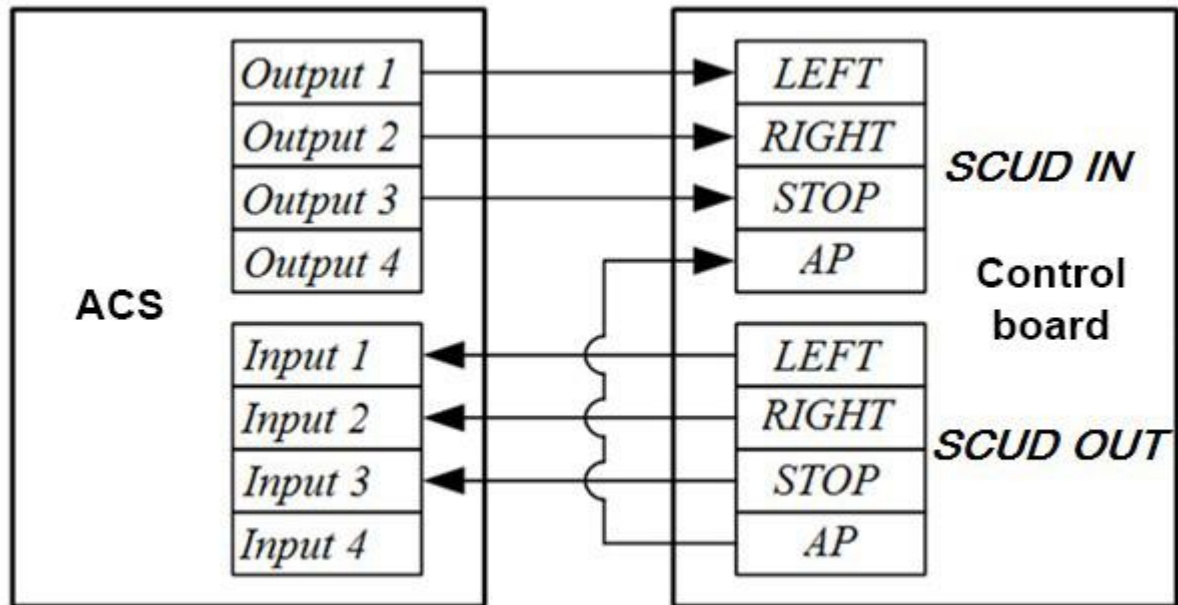 ACS
Output 1
Output 2
Output 3
Output 4
Input 1
Input 2
Input 3
Input 4
LEFT
RIGHT
STOP
AP
SCUD IN
Control
board
LEFT
RIGHT
STOP
AP
SCUD OUT